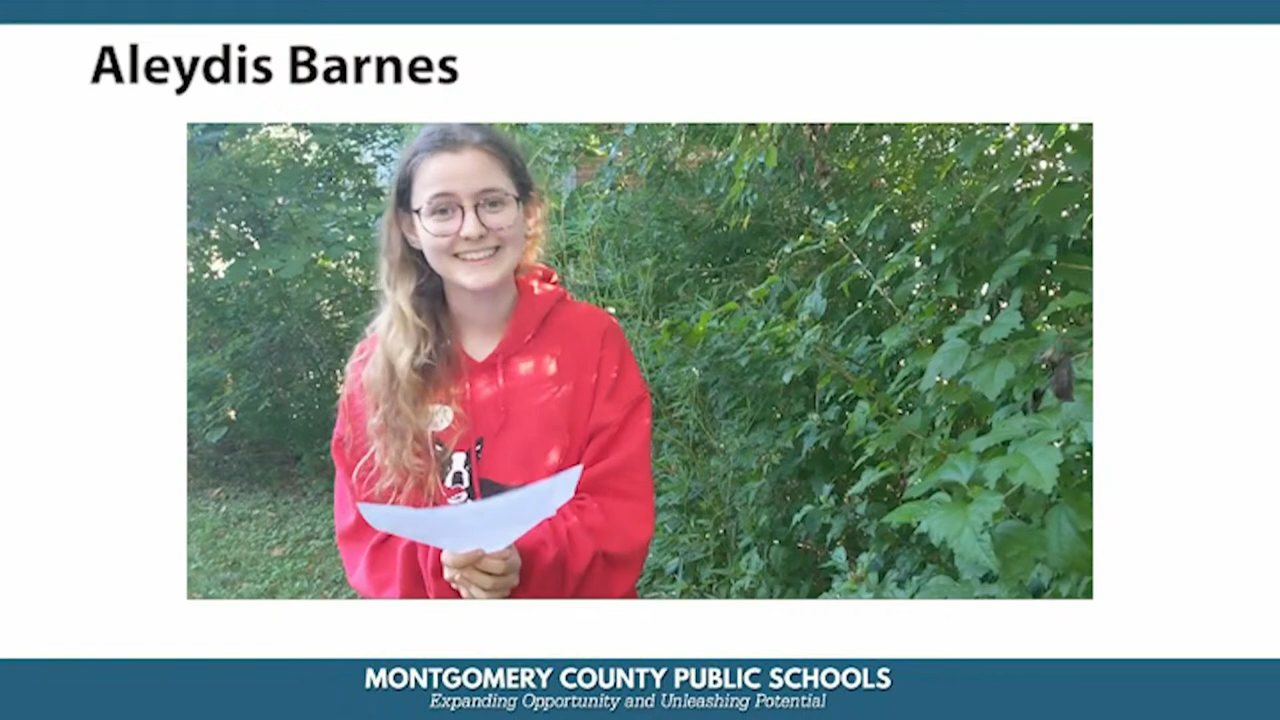 Aleydis Barnes
MONTGOMERY COUNTY PUBLIC SCHOOLS
Expanding Opportunity and Unleashing Potential